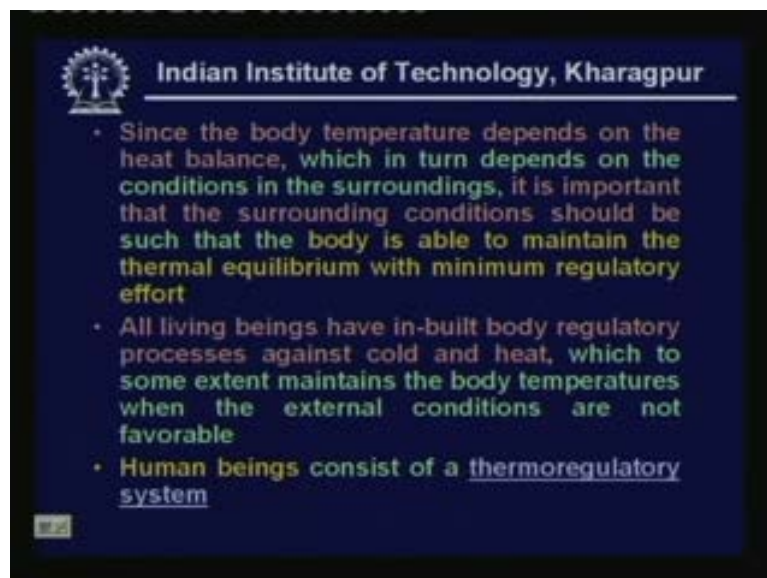 Indian Institute of Technology, Kharagpur
• Since the body temperature depends on the
heat balance, which in turn depends on the
conditions in the surroundings, it is important
that the surrounding conditions should be
such that the body is able to maintain the
thermal equilibrium with minimum regulatory
effort
• All living beings have in-built body regulatory
processes against cold and heat, which to
some extent maintains the body temperatures
when the external conditions are not
favorable
• Human beings consist of a thermoregulatory
system